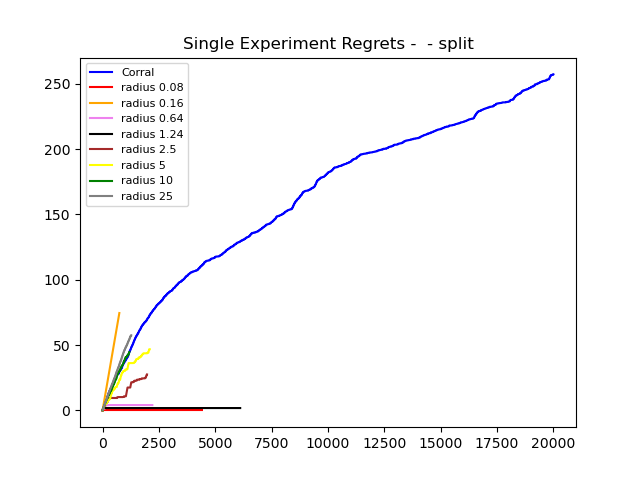 Single Experiment Regrets -  - split
Corral
radius 0.08
radius 0.16
radius 0.64
radius 1.24
radius 2.5
radius 5
radius 10
radius 25
250
200
150
100
50
0
0 2500 5000 7500 10000 12500 15000 17500 20000